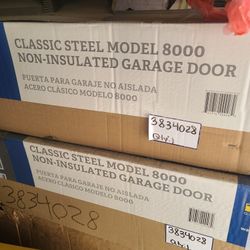 CLASSIC STEEL MODEL 8000
NON-INSULATED GARAGE DOOR
PUERTA PARA GARAJE NO AISLADA
ACERO CLÁSICO MODELO 8000
3834028
CLASSIC STEEL MODEL 8000
NON-INSULATED GARAGE DOOR
PUERTA PARA GARAJE NO AISLADA
ACERO CLÁSICO MODELO 8000
3834028
3834028